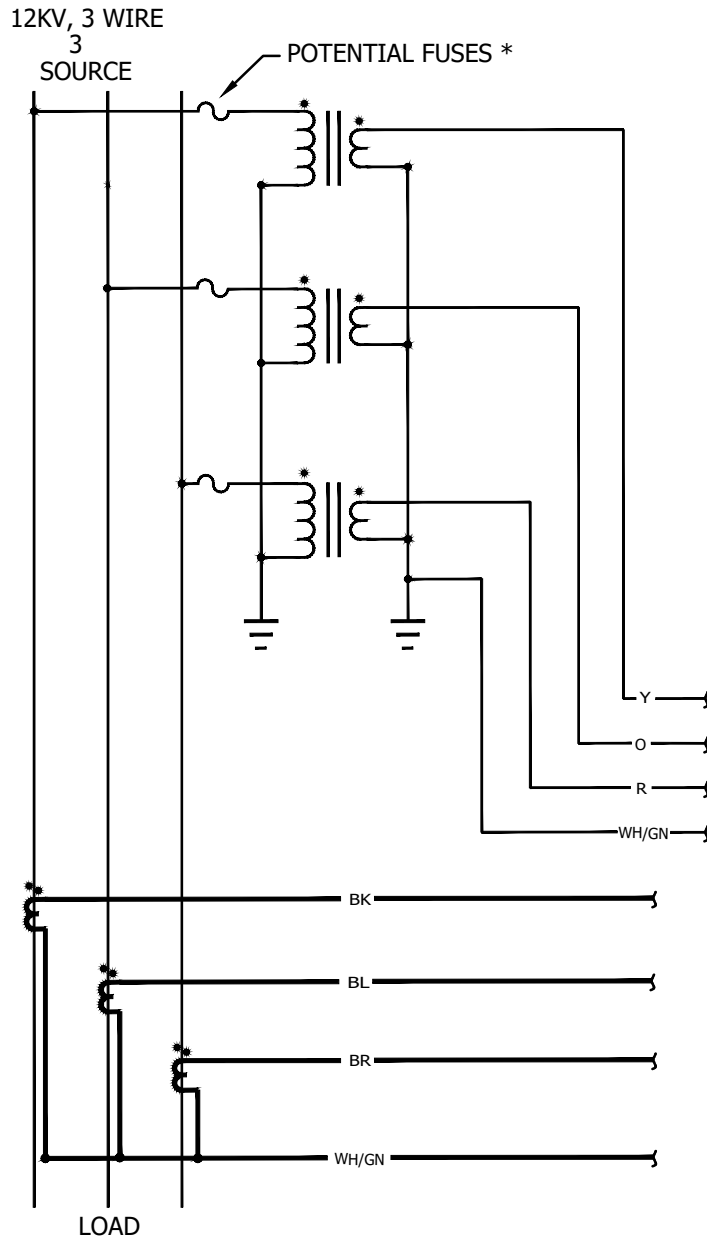 12KV, 3 WIRE
3
SOURCE
POTENTIAL FUSES *
Y
O
R
WH/GN
BK
BL
BR
WH/GN
LOAD